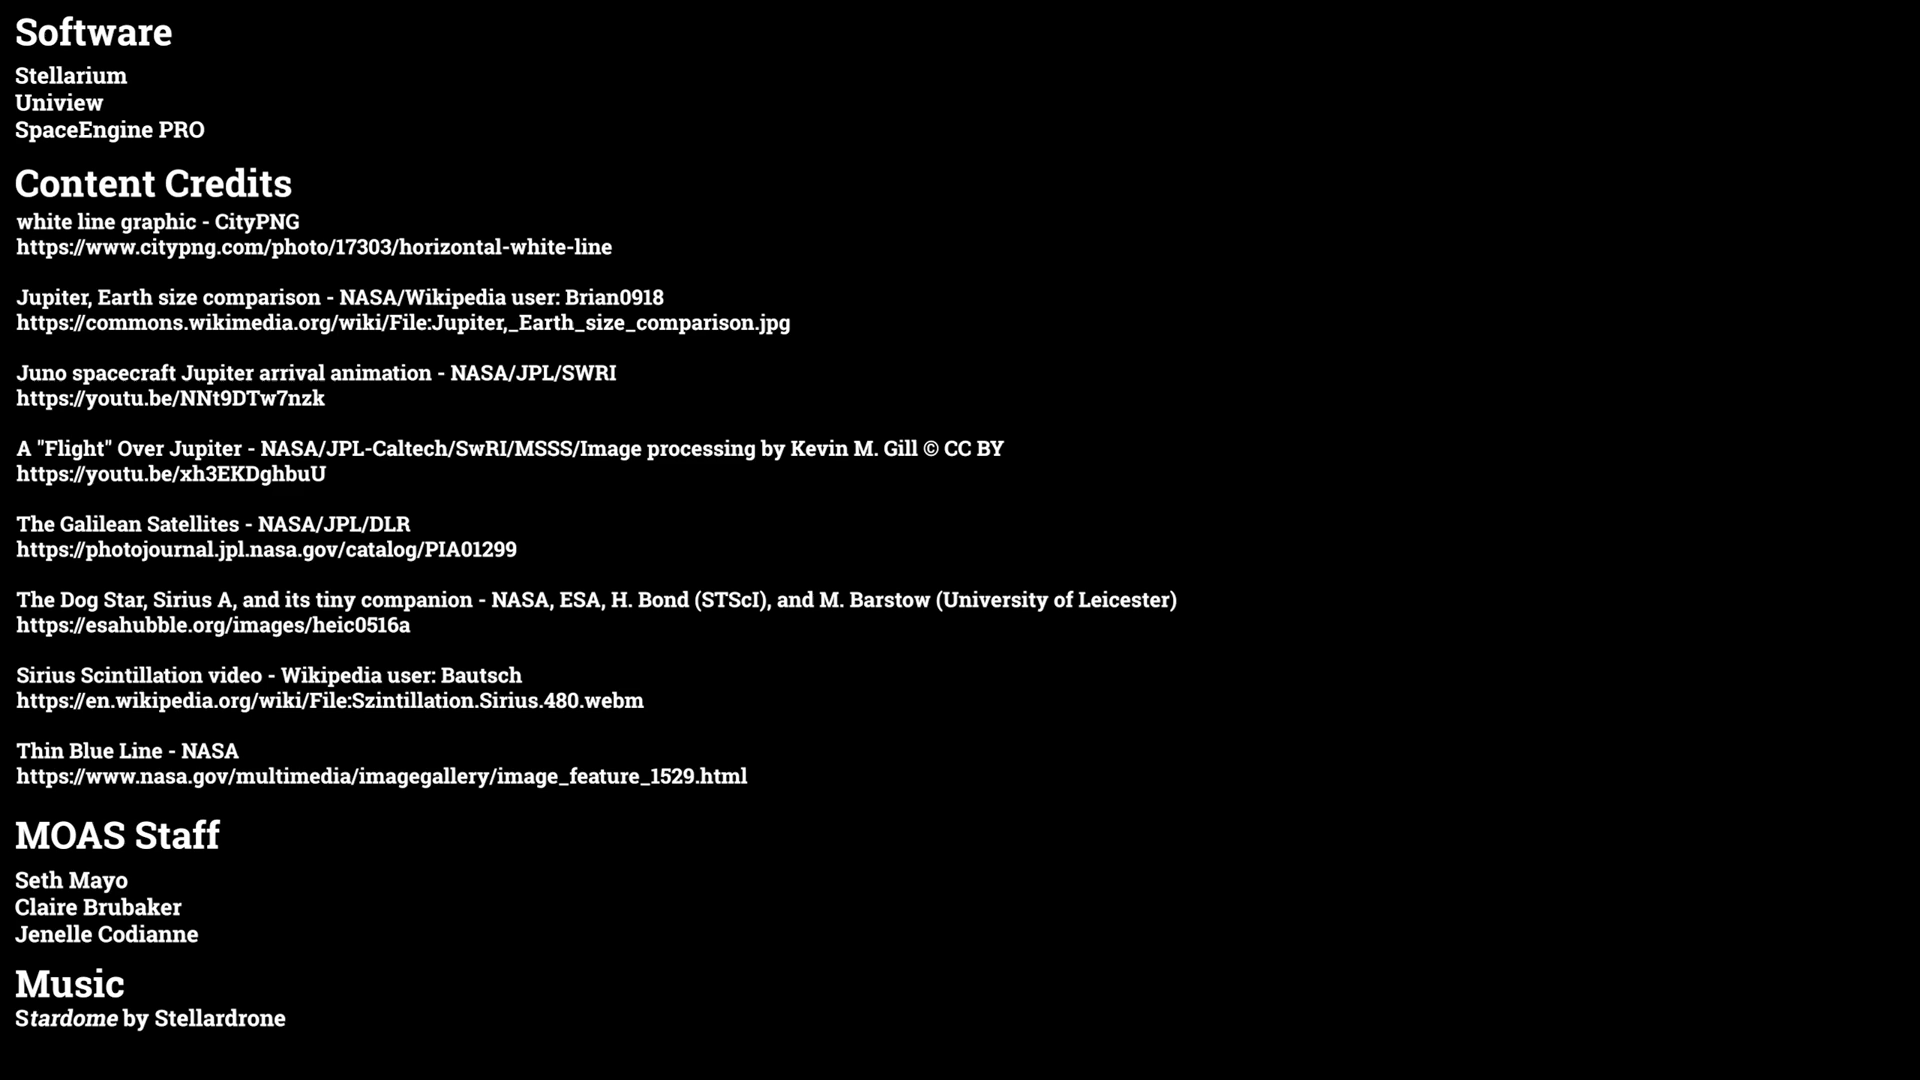 Software
Stellarium
Uniview
SpaceEngine PRO
Content Credits
white line graphic - CityPNG
https://www.citypng.com/photo/17303/horizontal-white-line
Jupiter, Earth size comparison - NASA/Wikipedia user: Brian0918
https://commons.wikimedia.org/wiki/File:Jupiter,_Earth_size_comparison.jpg
Juno spacecraft Jupiter arrival animation - NASA/JPL/SWRI
https://youtu.be/NNt9DTw7nzk
A "Flight" Over Jupiter - NASA/JPL-Caltech/SwRI/MSSS/Image processing by Kevin M. Gill © CC BY
https://youtu.be/xh3EKDghbuU
The Galilean Satellites - NASA/JPL/DLR
https://photojournal.jpl.nasa.gov/catalog/PIA01299
The Dog Star, Sirius A, and its tiny companion - NASA, ESA, H. Bond (STScI), and M. Barstow (University of Leicester)
https://esahubble.org/images/heic0516a
Sirius Scintillation video - Wikipedia user: Bautsch
https://en.wikipedia.org/wiki/File:Szintillation.Sirius.480.webm
Thin Blue Line - NASA
https://www.nasa.gov/multimedia/imagegallery/image_feature_1529.html
MOAS Staff
Seth Mayo
Claire Brubaker
Jenelle Codianne
Music
Stardome by Stellardrone